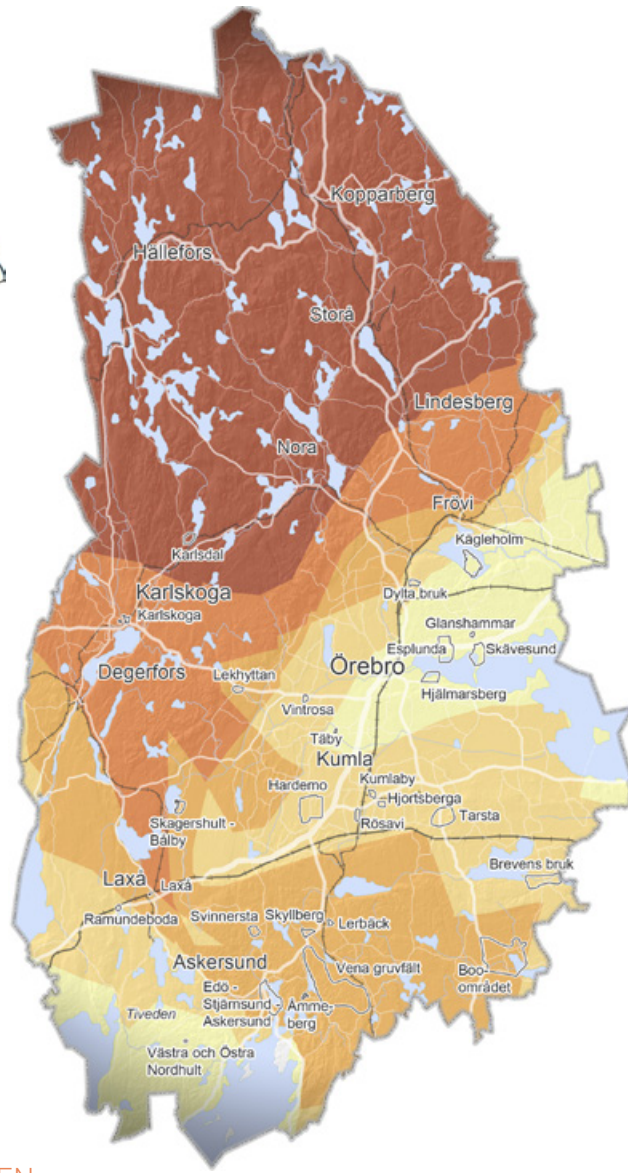 Kopparberg
Hällefors
Storå
Lindesberg
Nora
Frövi
Kägleholm
Karlsdal
Karlskoga
Karlskoga
Dylta bruk
Glanshammar
Esplunda
Skävesund
Örebro
Degerfors
Lekhyttan
Hjälmarsberg
Vintrosa
Täby
Kumla
Kumlaby
Hardemo
Hjortsberga
Skagershult -
Bålby
Rösavi
Tarsta
Brevens bruk
Laxå
Laxå
Ramundeboda
Svinnersta
Skyllberg
Lerbäck
Askersund
Vena gruvfält
Boo-
området
Edö -
Stjärnsund -
Askersund
Åmme-
berg
Tiveden
Västra och Östra
Nordhult
EN